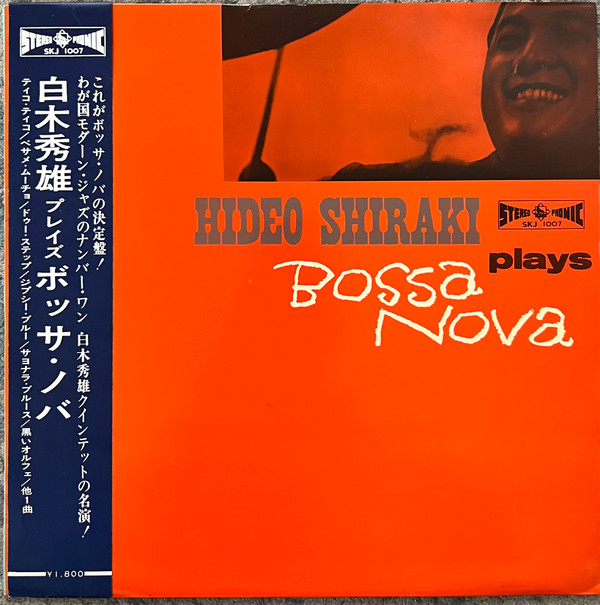 STEREO PHONIC
SKJ 1007
これがボッサ・ノバの決定盤!
わが国モダーン・ジャズのナンバー・ワン 白木秀雄クインテットの名演!
白木秀雄 プレイズ ボッサ・ノバ
ティコ・ティコ/ベサメ・ムーチョ/ドゥー・ステップ/ジプシー・ブルー/サヨナラ・ブルース/黒いオルフェ/他1曲
¥1.800
HIDEO SHIRAKI
STEREO PHONIC
SKJ 1007
plays
Bossa
Nova